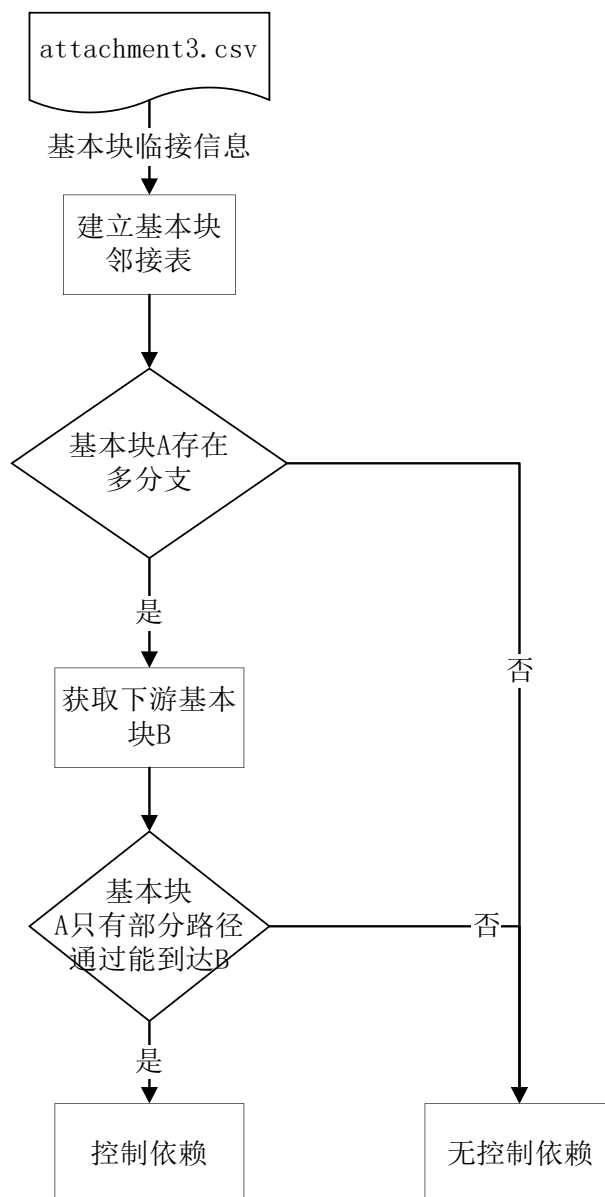 attachment3.csv
基本块临接信息
建立基本块
邻接表
基本块A存在
多分支
是
否
获取下游基本
块B
基本块
A只有部分路径
通过能到达B
否
是
控制依赖
无控制依赖